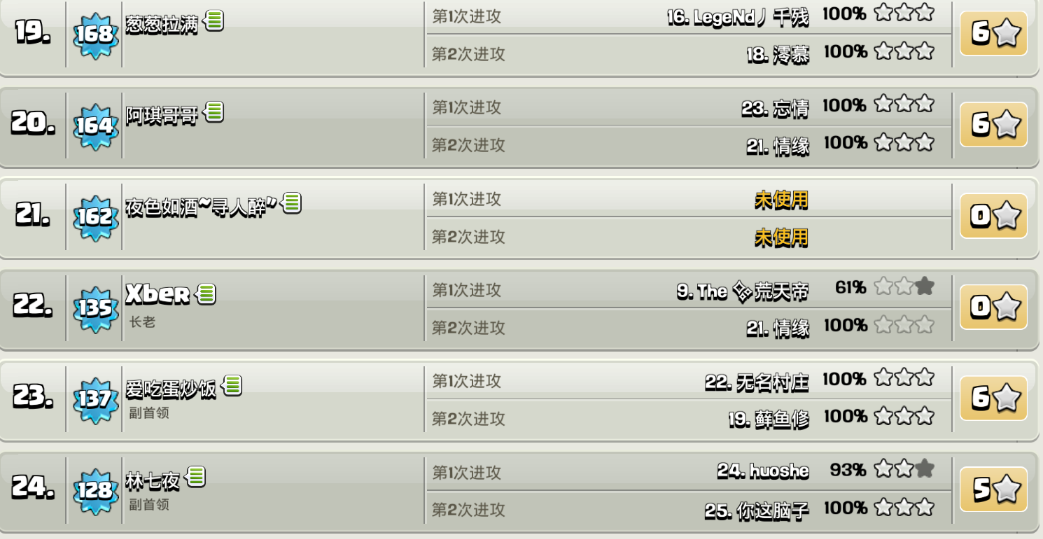 19. 168 葱葱拉满 第1次进攻 16. LegeNd丿千残 100% 6
第2次进攻 18. 澪慕 100%
20. 164 阿琪哥哥 第1次进攻 23. 忘情 100% 6
第2次进攻 21. 情缘 100%
21. 162 夜色如酒~寻人醉" 第1次进攻 未使用 0
第2次进攻 未使用
22. 135 Xber 第1次进攻 9. The 荒天帝 61% 0
长老 第2次进攻 21. 情缘 100%
23. 137 爱吃蛋炒饭 第1次进攻 22. 无名村庄 100% 6
副首领 第2次进攻 19. 藓鱼修 100%
24. 128 林七夜 第1次进攻 24. huoshe 93% 5
副首领 第2次进攻 25. 你这脑子 100%